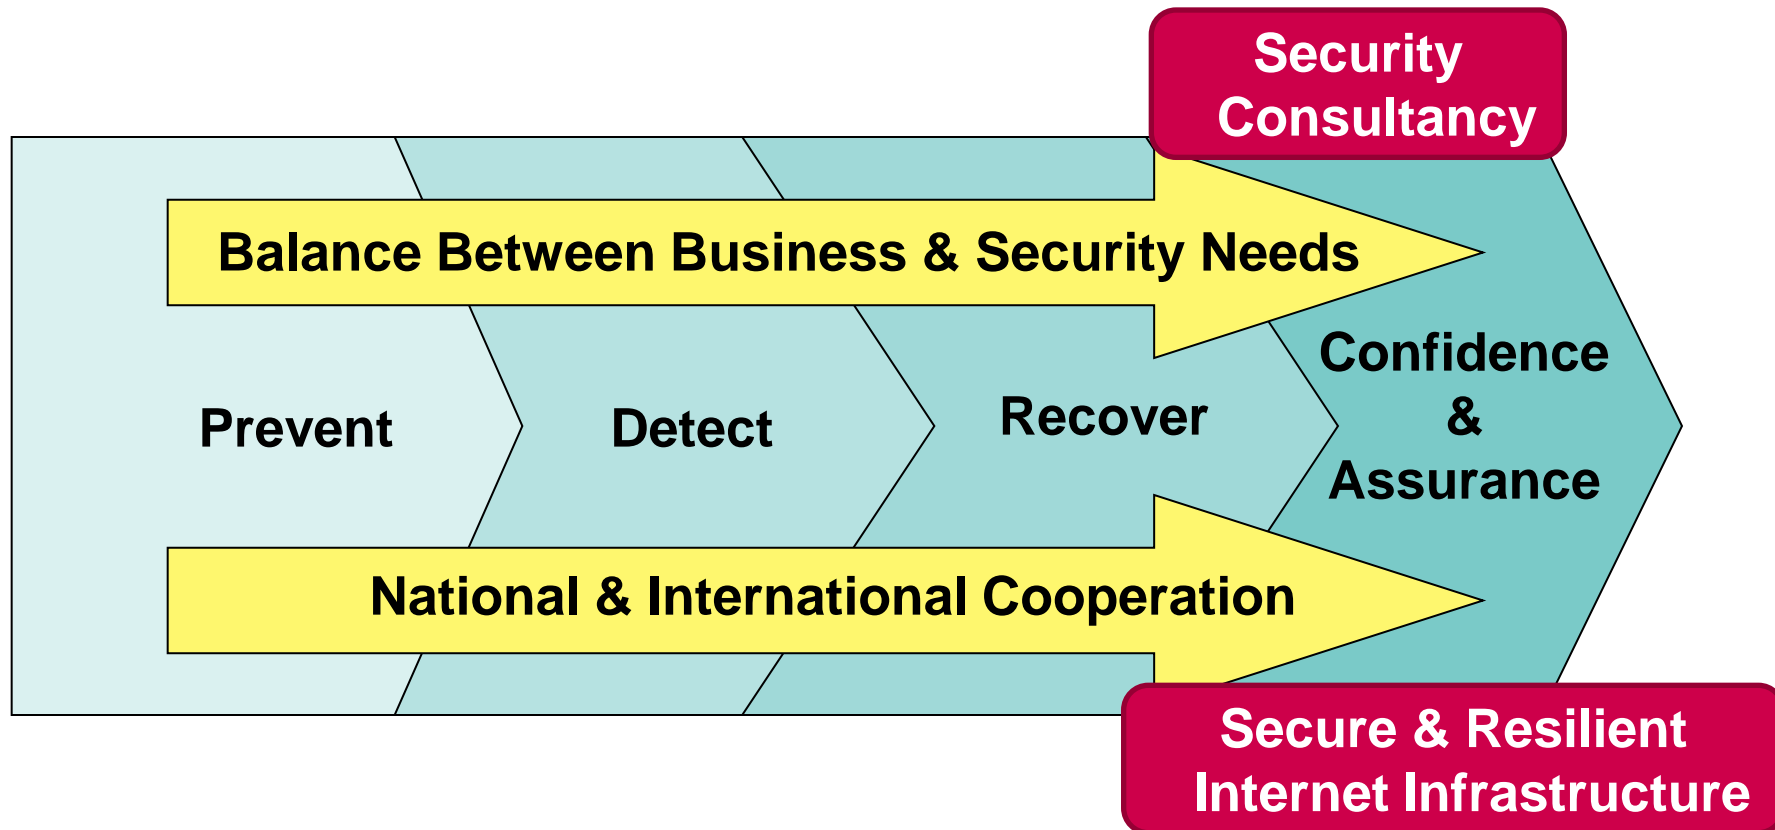 Security
Consultancy
Balance Between Business & Security Needs
Prevent
Detect
Recover
Confidence
&
Assurance
National & International Cooperation
Secure & Resilient
Internet Infrastructure